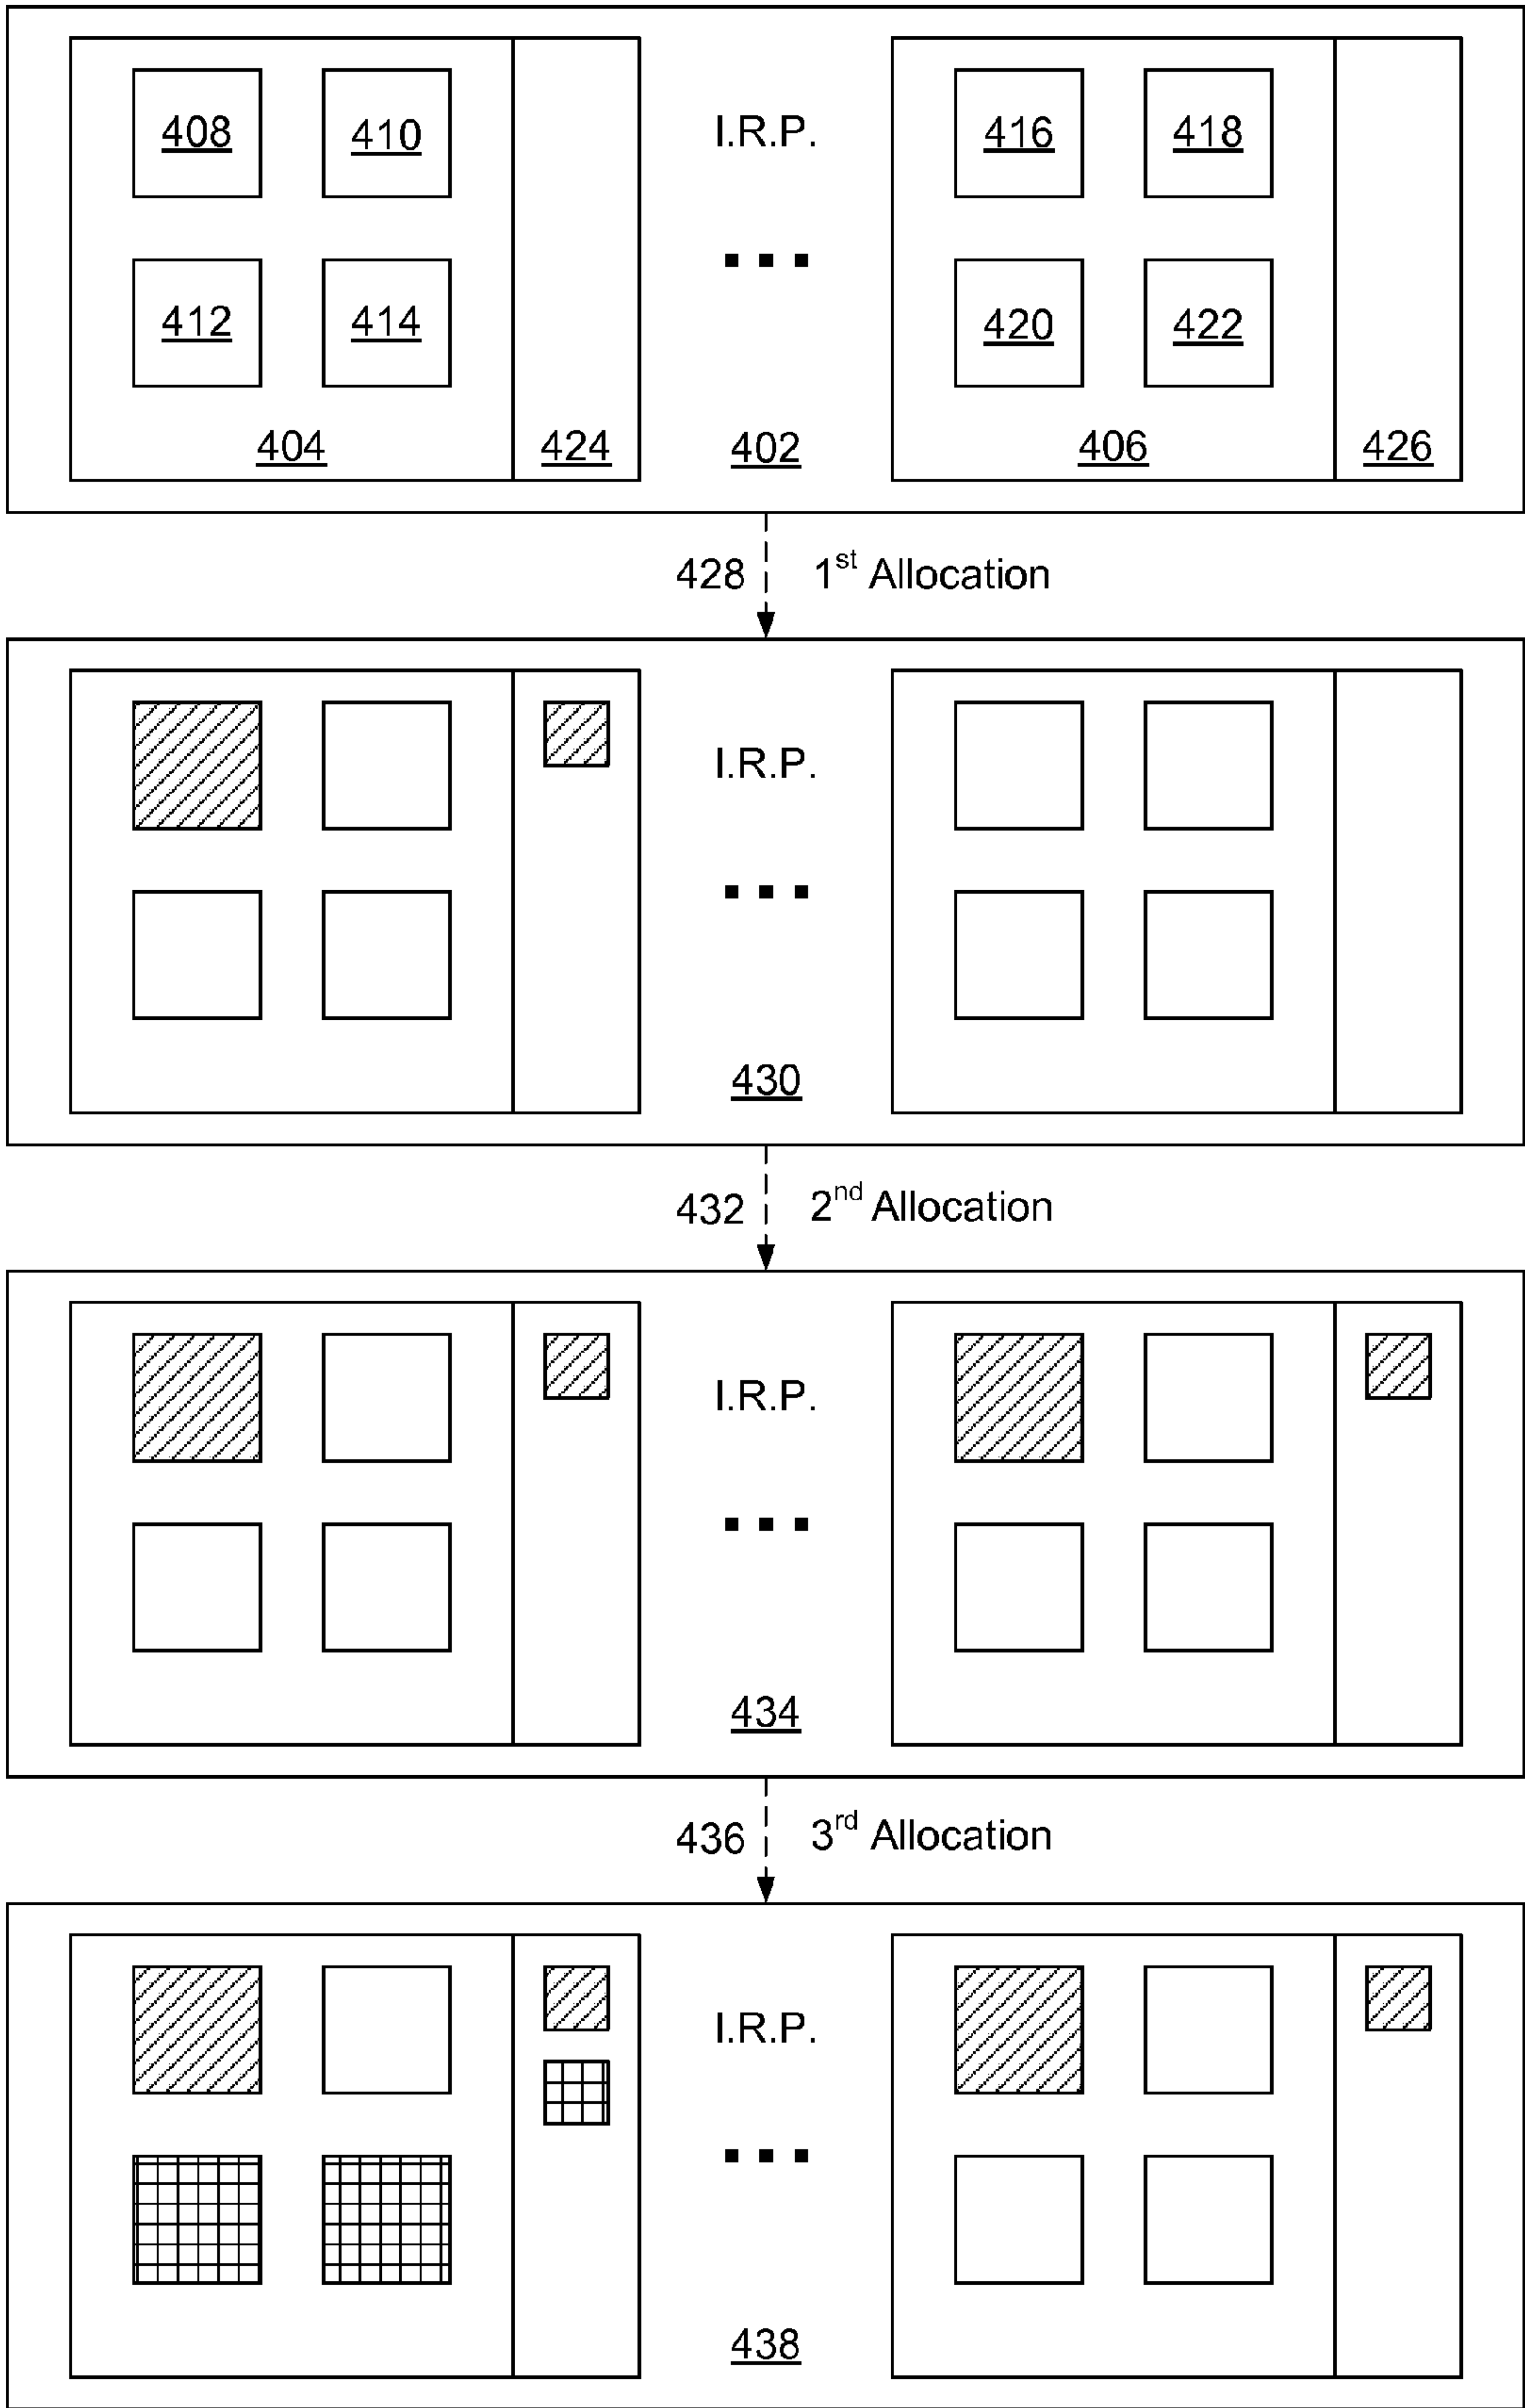 408 410 I.R.P. 416 418
412 414 420 422
404 424 402 406 426
428 1st Allocation
I.R.P.
430
432 2nd Allocation
I.R.P.
434
436 3rd Allocation
I.R.P.
438